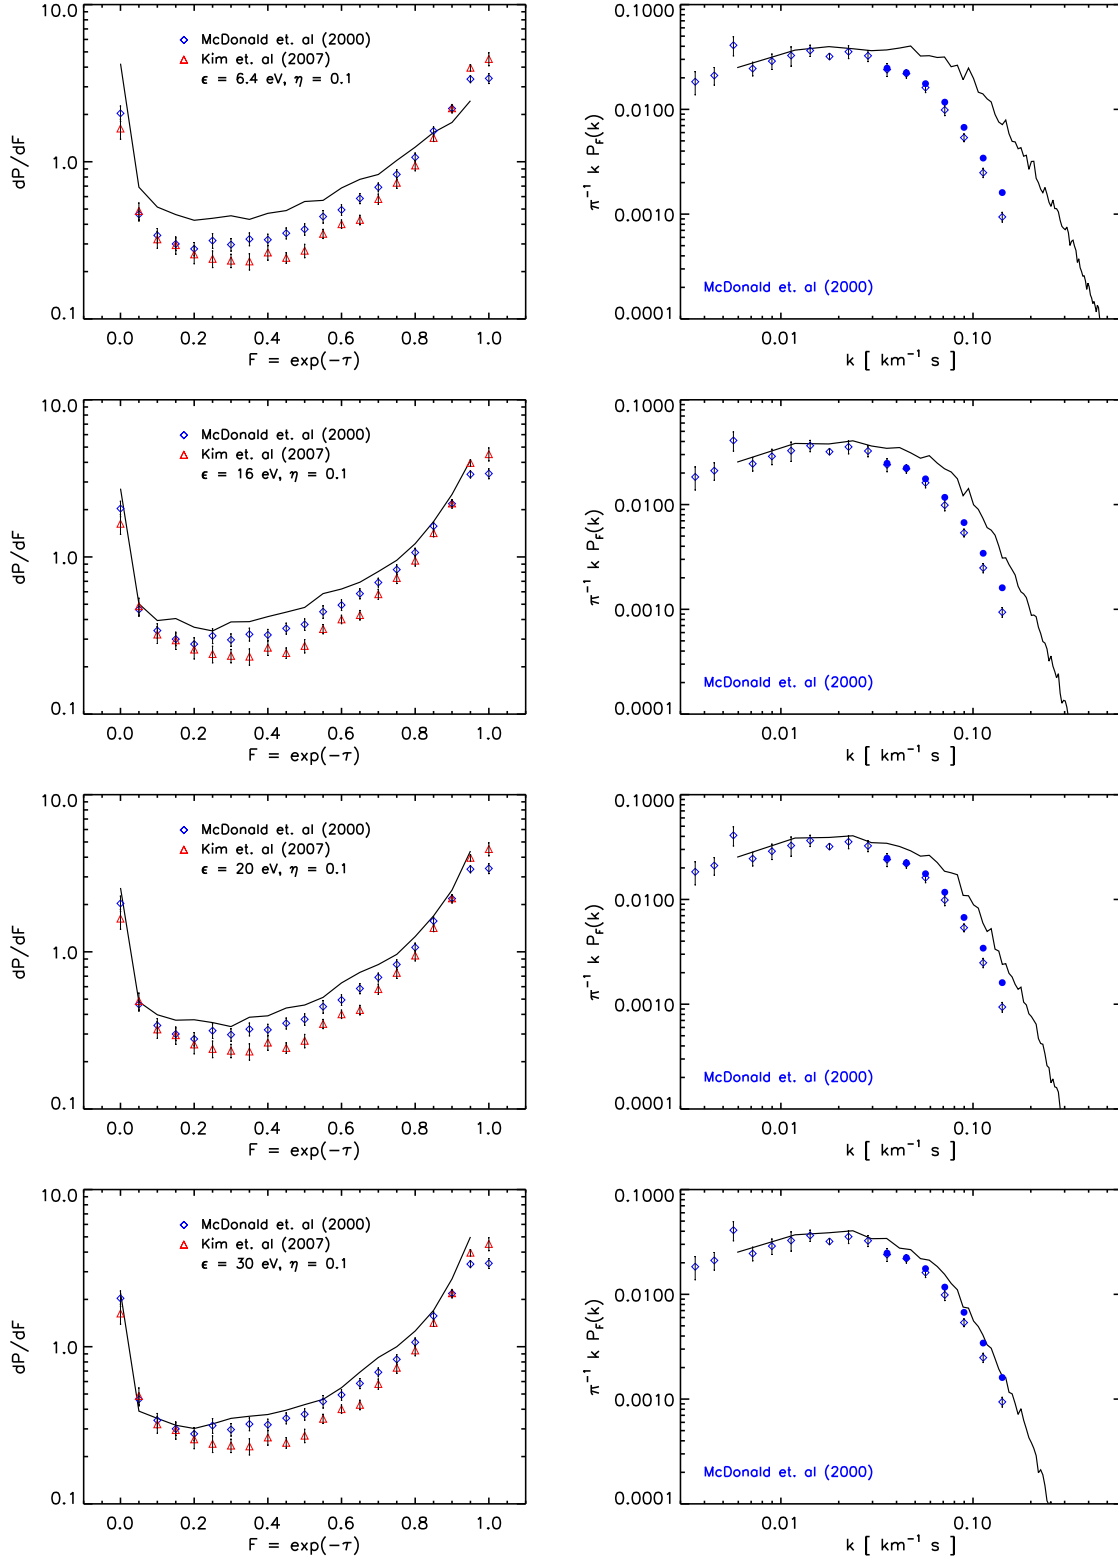 10.0
1.0
0.1
dP/dF
McDonald et. al (2000)
Kim et. al (2007)
ϵ = 6.4 eV, η = 0.1
0.0 0.2 0.4 0.6 0.8 1.0
F = exp(−τ)
0.1000
0.0100
0.0010
0.0001
π⁻¹ k P_F(k)
McDonald et. al (2000)
0.01 0.10
k [ km⁻¹ s ]
10.0
1.0
0.1
dP/dF
McDonald et. al (2000)
Kim et. al (2007)
ϵ = 16 eV, η = 0.1
0.0 0.2 0.4 0.6 0.8 1.0
F = exp(−τ)
0.1000
0.0100
0.0010
0.0001
π⁻¹ k P_F(k)
McDonald et. al (2000)
0.01 0.10
k [ km⁻¹ s ]
10.0
1.0
0.1
dP/dF
McDonald et. al (2000)
Kim et. al (2007)
ϵ = 20 eV, η = 0.1
0.0 0.2 0.4 0.6 0.8 1.0
F = exp(−τ)
0.1000
0.0100
0.0010
0.0001
π⁻¹ k P_F(k)
McDonald et. al (2000)
0.01 0.10
k [ km⁻¹ s ]
10.0
1.0
0.1
dP/dF
McDonald et. al (2000)
Kim et. al (2007)
ϵ = 30 eV, η = 0.1
0.0 0.2 0.4 0.6 0.8 1.0
F = exp(−τ)
0.1000
0.0100
0.0010
0.0001
π⁻¹ k P_F(k)
McDonald et. al (2000)
0.01 0.10
k [ km⁻¹ s ]